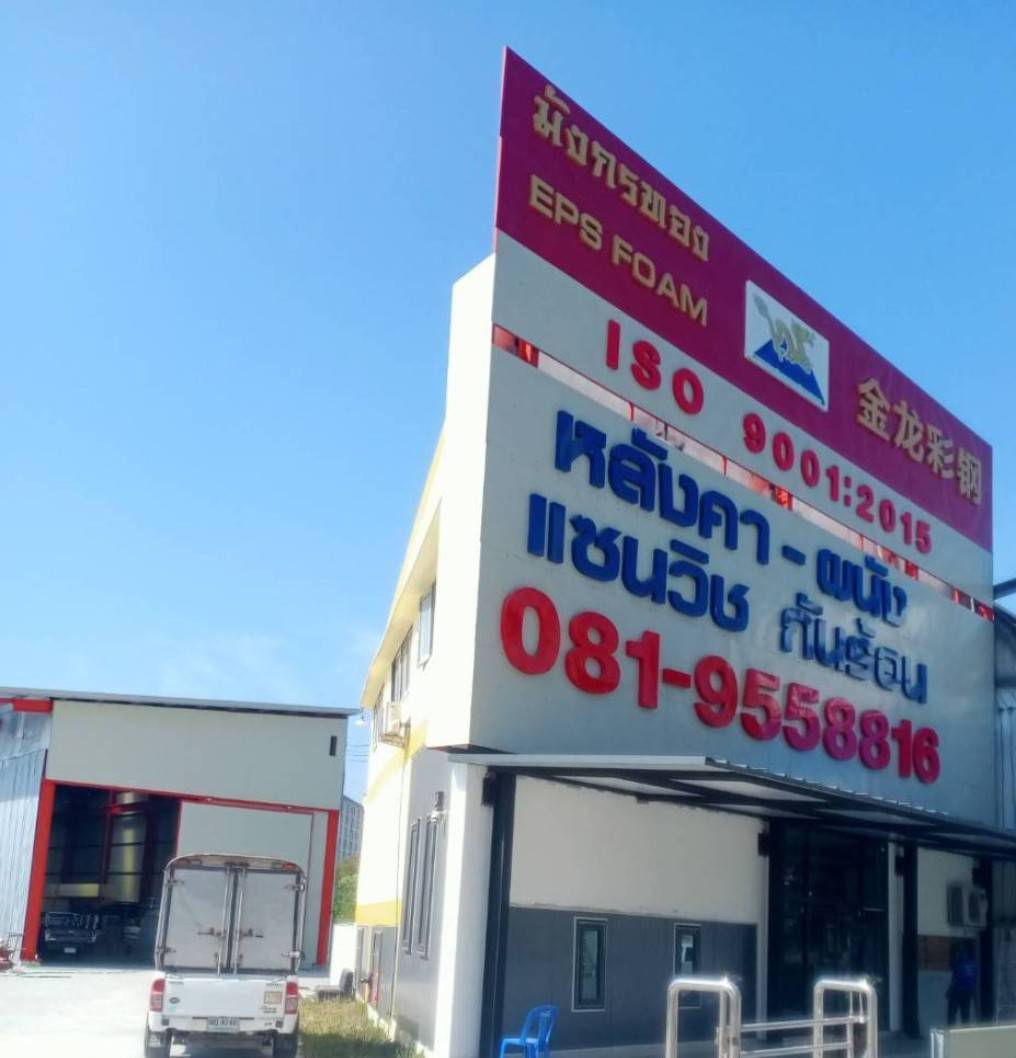 มังกรทอง
EPS FOAM
金龙彩钢
ISO 9001:2015
หลังคา - ผนัง
แซนวิช กันร้อน
081-9558816